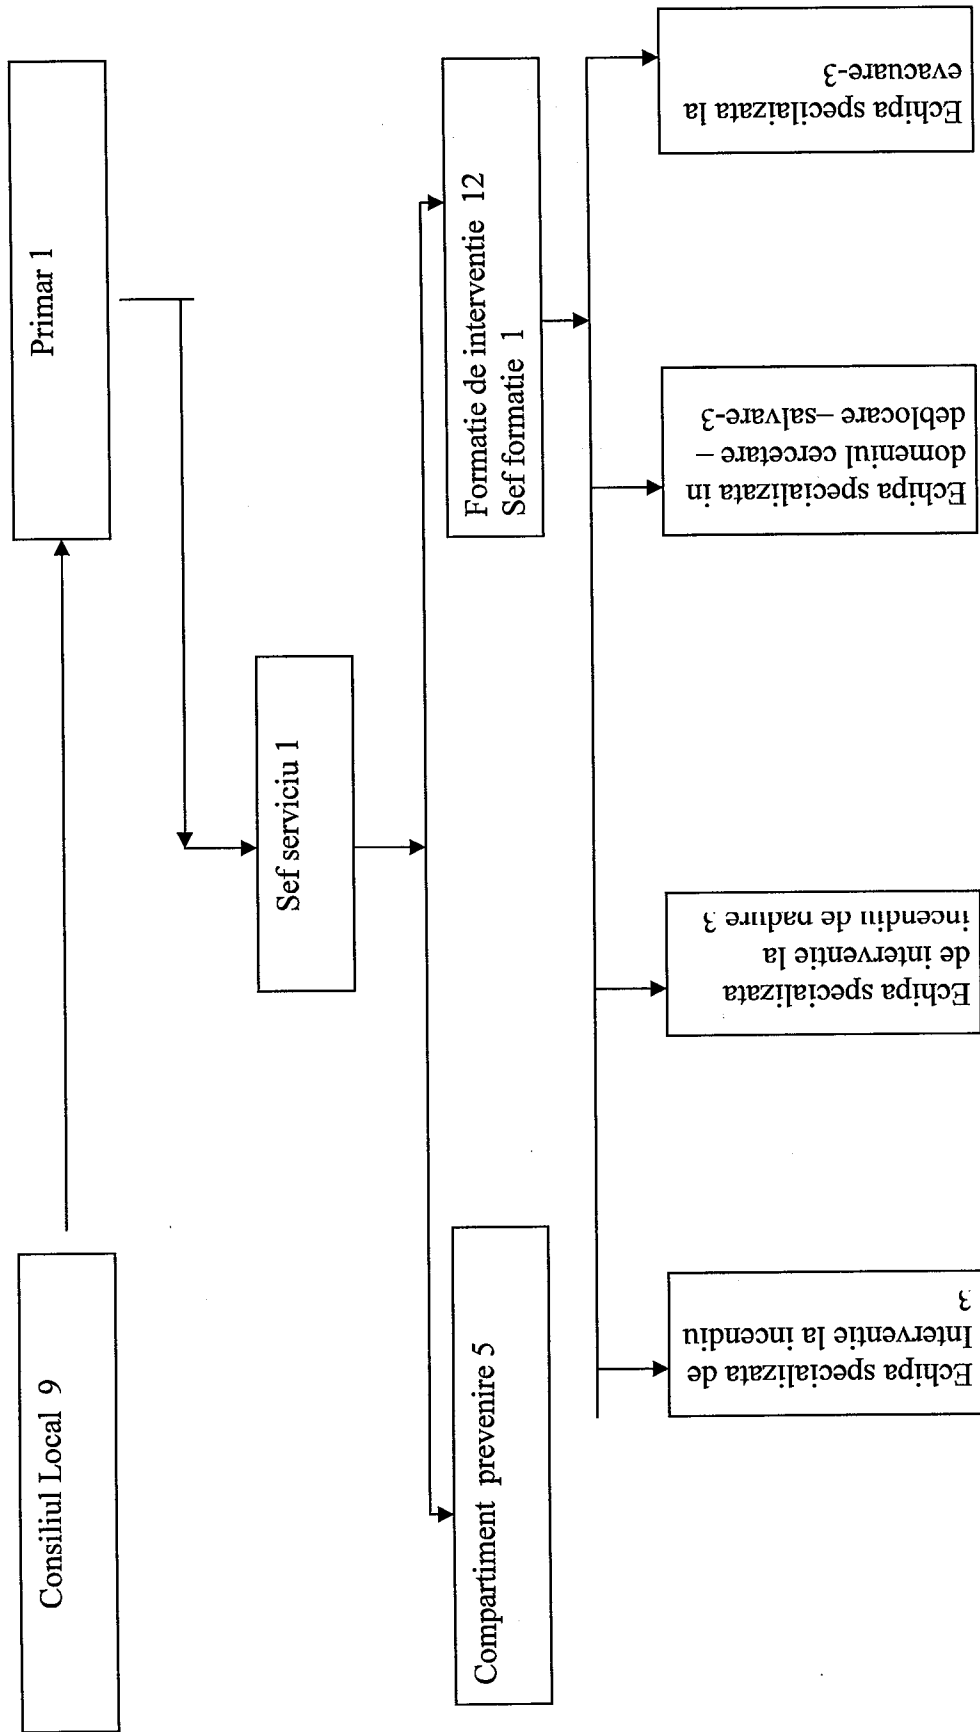 Consiliul Local 9
Primar 1
Sef serviciu 1
Compartiment prevenire 5
Formatie de interventie 12
Sef formatie 1
Echipa specializata de
Interventie la incendiu
3
Echipa specializata
de interventie la
incendiu de padure 3
Echipa specializata in
domeniul cercetare –
deblocare –salvare-3
Echipa specilaizata la
evacuare-3